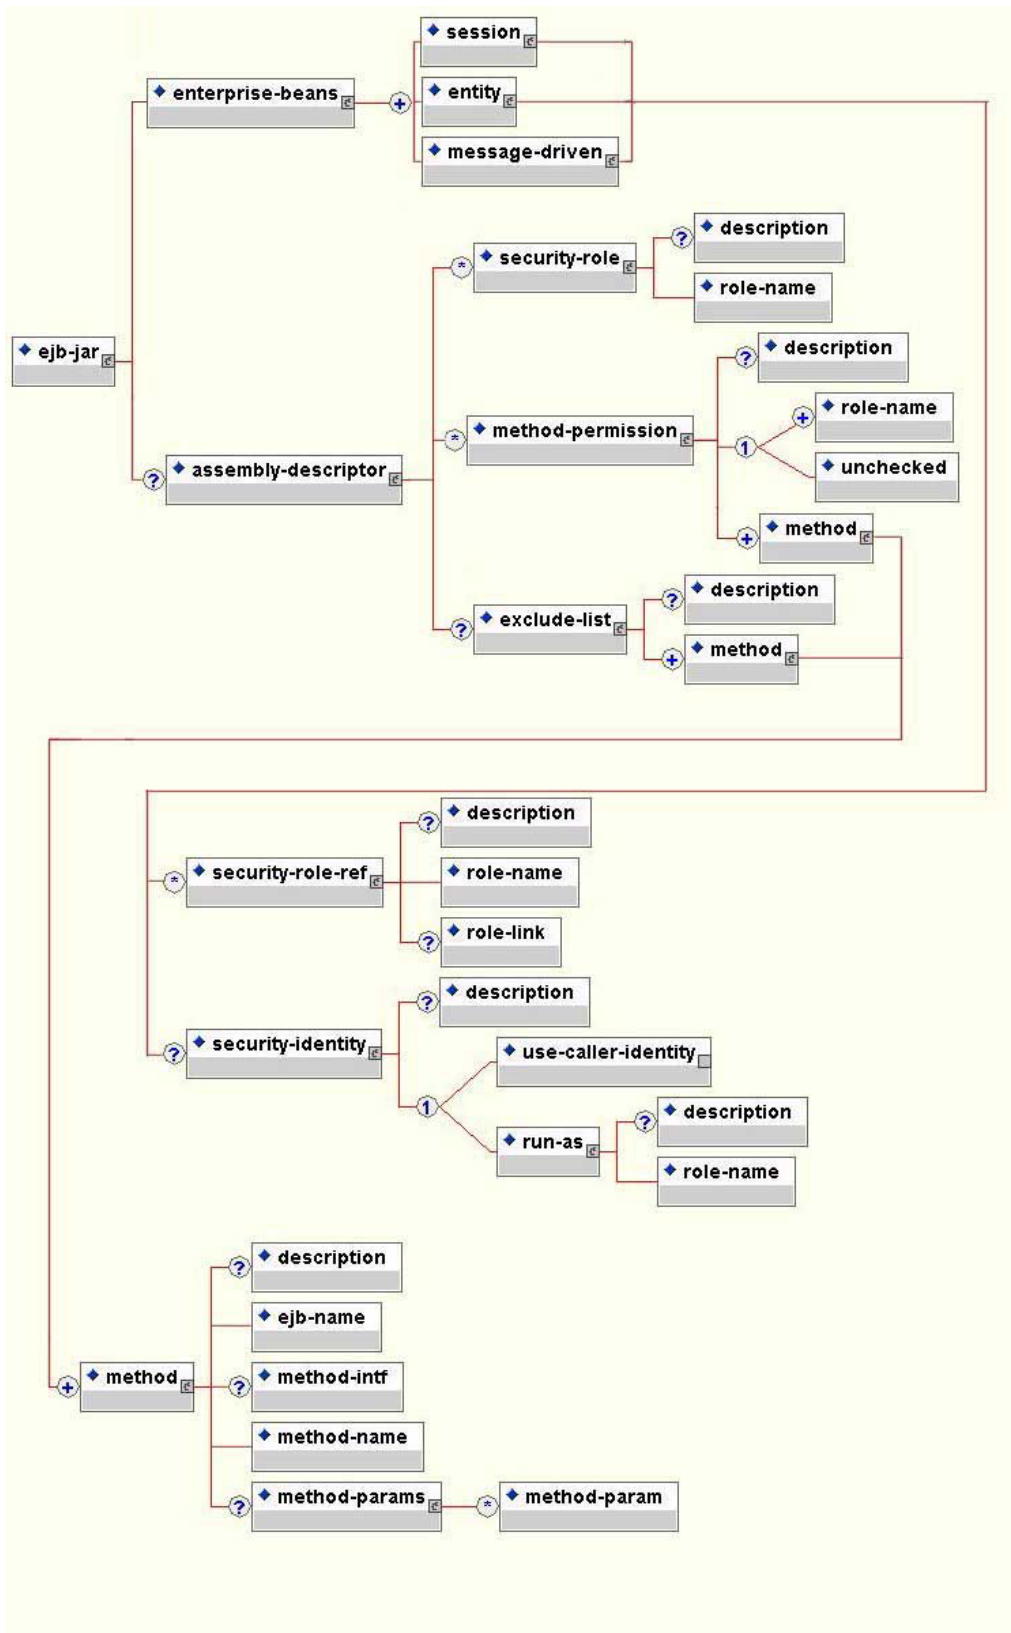 session
enterprise-beans
+
entity
message-driven
?
description
*
security-role
role-name
ejb-jar
?
description
*
method-permission
+
role-name
1
unchecked
?
assembly-descriptor
+
method
?
description
?
exclude-list
+
method
?
description
*
security-role-ref
role-name
?
role-link
?
description
?
security-identity
use-caller-identity
1
?
description
run-as
role-name
?
description
ejb-name
+
method
?
method-intf
method-name
?
method-params
*
method-param